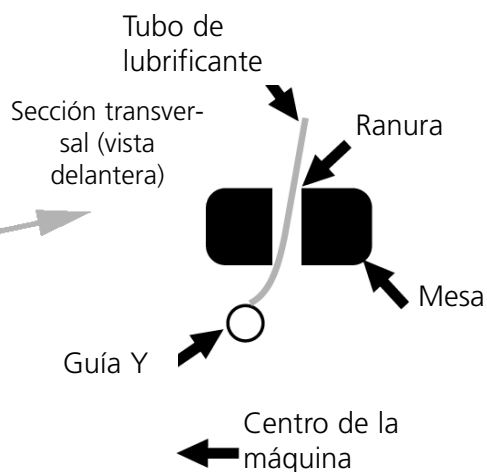 Tubo de
lubrificante
Sección transver-
sal (vista
delantera)
Ranura
Mesa
Guía Y
Centro de la
máquina